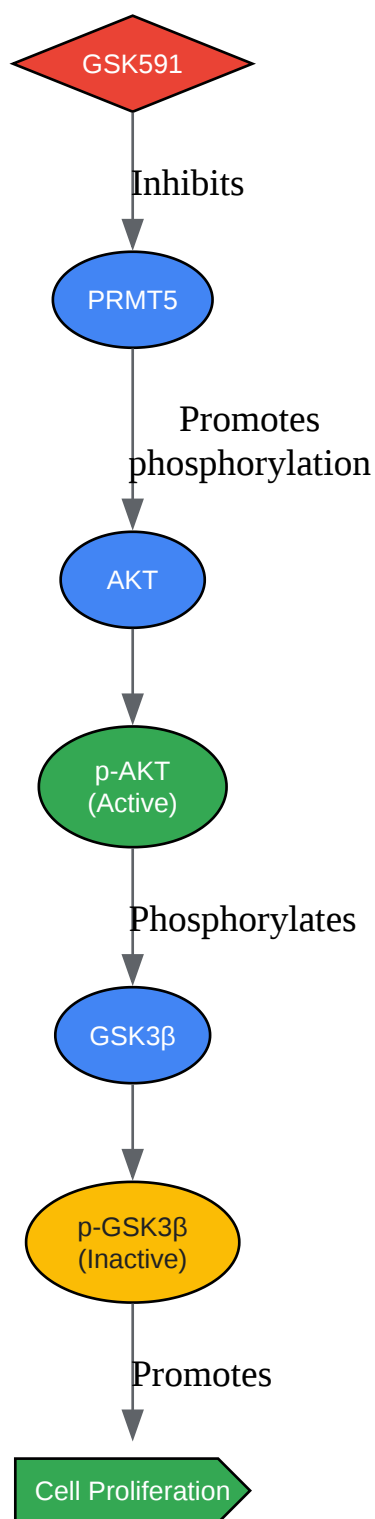 GSK591
Inhibits
PRMT5
Promotes
phosphorylation
AKT
p-AKT
(Active)
Phosphorylates
GSK3β
p-GSK3β
(Inactive)
Promotes
Cell Proliferation